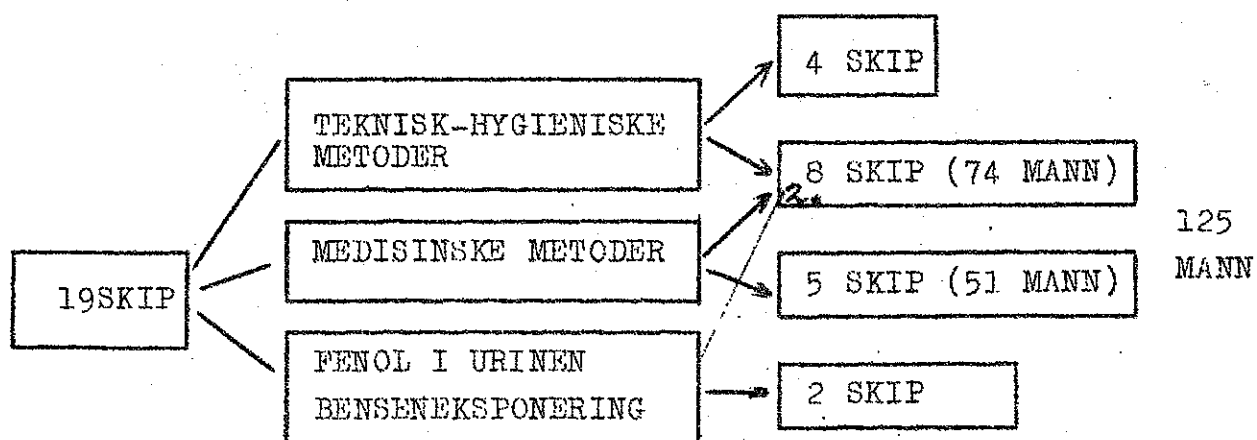 19SKIP
TEKNISK-HYGIENISKE
METODER
MEDISINSKE METODER
FENOL I URINEN
BENSENEKSPONERING
4 SKIP
8 SKIP (74 MANN)
2.
5 SKIP (51 MANN)
2 SKIP
125
MANN